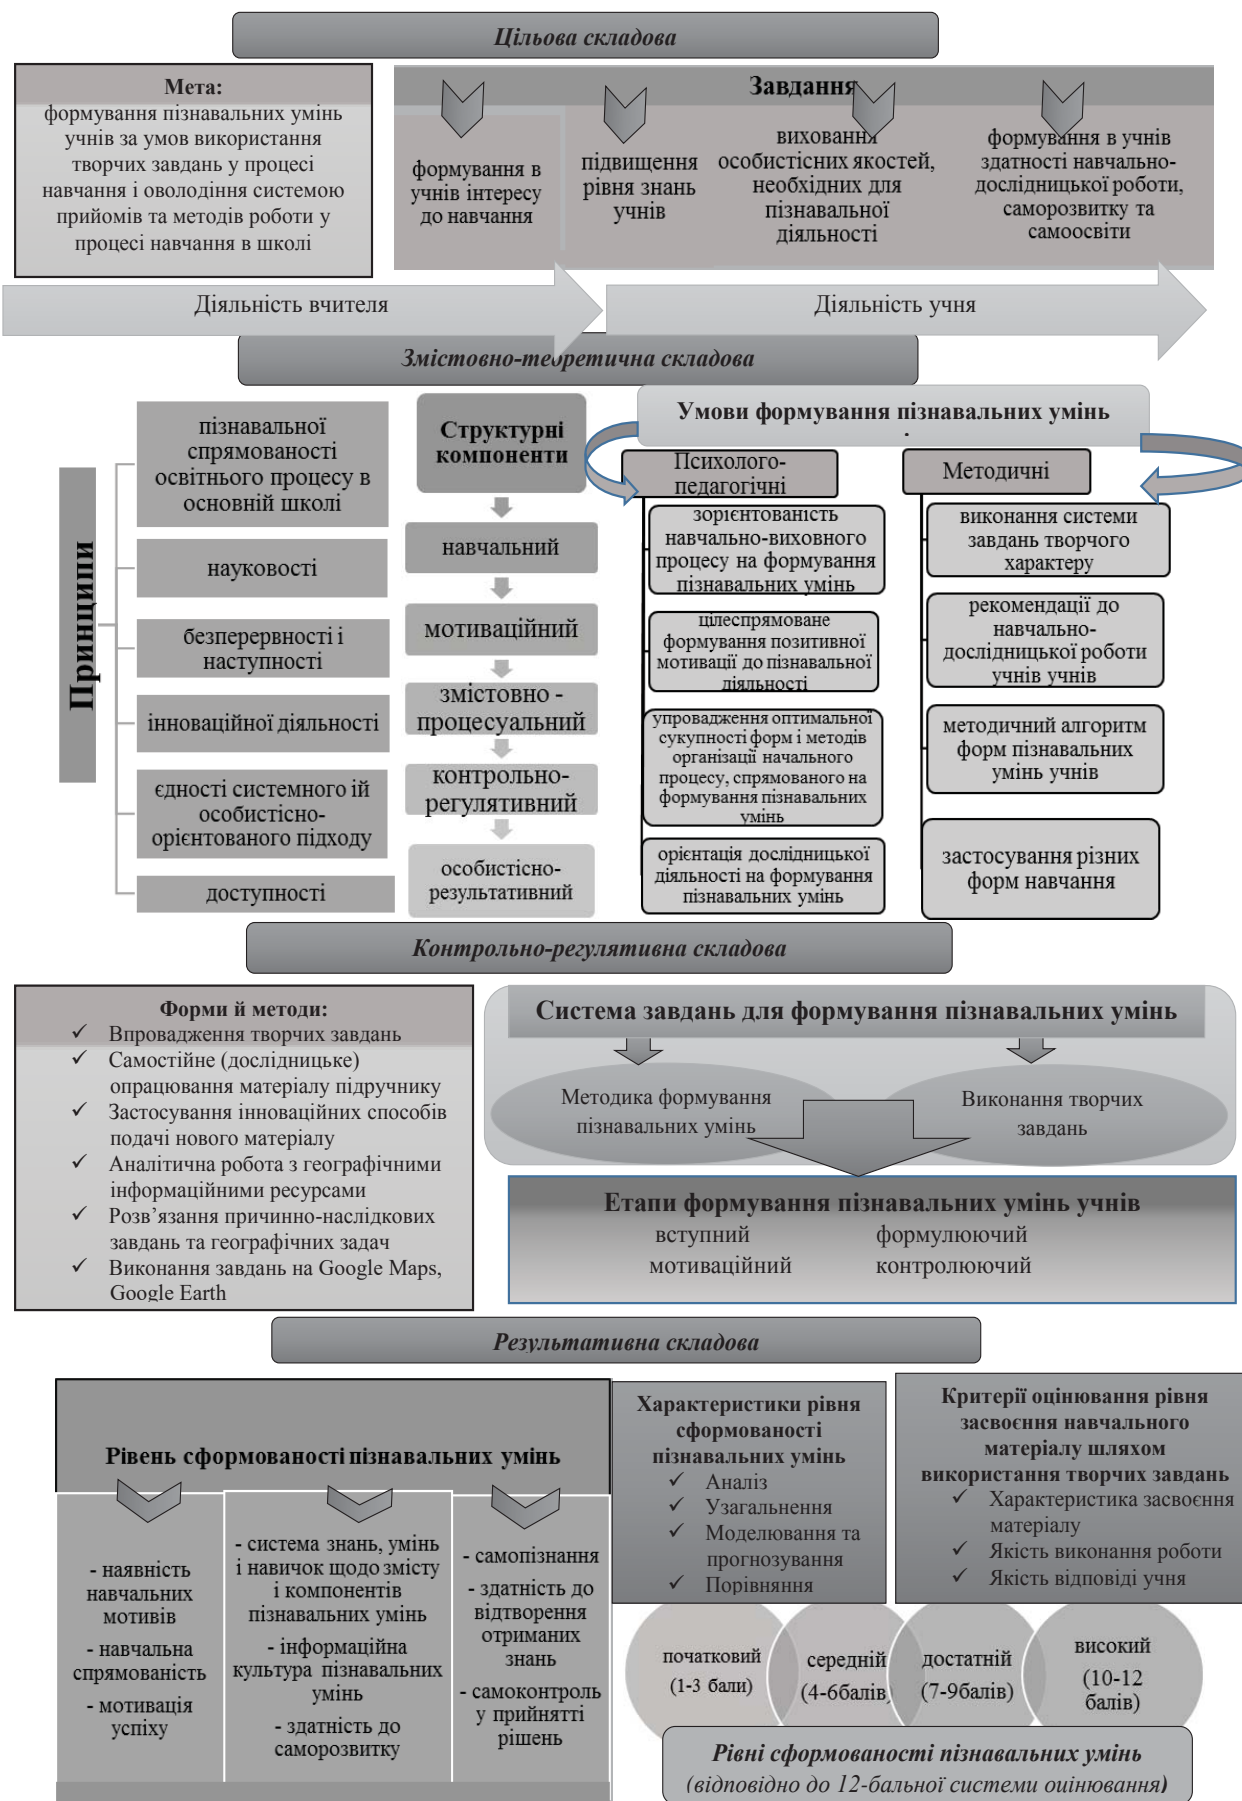 Цільова складова
Мета:
формування пізнавальних умінь
учнів за умов використання
творчих завдань у процесі
навчання і оволодіння системою
прийомів та методів роботи у
процесі навчання в школі
Завдання
формування в
учнів інтересу
до навчання
підвищення
рівня знань
учнів
виховання
особистісних якостей,
необхідних для
пізнавальної
діяльності
формування в учнів
здатності навчально-
дослідницької роботи,
саморозвитку та
самоосвіти
Діяльність вчителя
Діяльність учня
Змістовно-теоретична складова
Принципи
пізнавальної
спрямованості
освітнього процесу в
основній школі
науковості
безперервності і
наступності
інноваційної діяльності
єдності системного ій
особистісно-
орієнтованого підходу
доступності
Структурні
компоненти
навчальний
мотиваційний
змістовно -
процесуальний
контрольно-
регулятивний
особистісно-
результативний
Умови формування пізнавальних умінь
.
Психолого-
педагогічні
зорієнтованість
навчально-виховного
процесу на формування
пізнавальних умінь
цілеспрямоване
формування позитивної
мотивації до пізнавальної
діяльності
упровадження оптимальної
сукупності форм і методів
організації начального
процесу, спрямованого на
формування пізнавальних
умінь
орієнтація дослідницької
діяльності на формування
пізнавальних умінь
Методичні
виконання системи
завдань творчого
характеру
рекомендації до
навчально-
дослідницької роботи
учнів учнів
методичний алгоритм
форм пізнавальних
умінь учнів
застосування різних
форм навчання
Контрольно-регулятивна складова
Форми й методи:
✓ Впровадження творчих завдань
✓ Самостійне (дослідницьке)
опрацювання матеріалу підручнику
✓ Застосування інноваційних способів
подачі нового матеріалу
✓ Аналітична робота з географічними
інформаційними ресурсами
✓ Розв’язання причинно-наслідкових
завдань та географічних задач
✓ Виконання завдань на Google Maps,
Google Earth
Система завдань для формування пізнавальних умінь
Методика формування
пізнавальних умінь
Виконання творчих
завдань
Етапи формування пізнавальних умінь учнів
вступний формулюючий
мотиваційний контролюючий
Результативна складова
Рівень сформованості пізнавальних умінь
- наявність
навчальних
мотивів
- навчальна
спрямованість
- мотивація
успіху
- система знань, умінь
і навичок щодо змісту
і компонентів
пізнавальних умінь
- інформаційна
культура пізнавальних
умінь
- здатність до
саморозвитку
- самопізнання
- здатність до
відтворення
отриманих
знань
- самоконтроль
у прийнятті
рішень
Характеристики рівня
сформованості
пізнавальних умінь
✓ Аналіз
✓ Узагальнення
✓ Моделювання та
прогнозування
✓ Порівняння
Критерії оцінювання рівня
засвоєння навчального
матеріалу шляхом
використання творчих завдань
✓ Характеристика засвоєння
матеріалу
✓ Якість виконання роботи
✓ Якість відповіді учня
початковий
(1-3 бали)
середній
(4-6балів)
достатній
(7-9балів)
високий
(10-12
балів)
Рівні сформованості пізнавальних умінь
(відповідно до 12-бальної системи оцінювання)